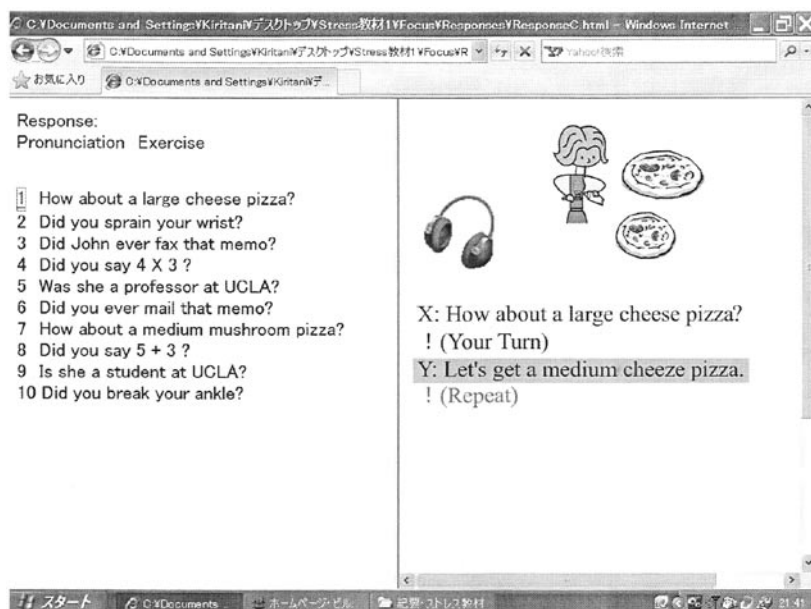 C:¥Documents and Settings¥Kiritani¥デスクトップ¥Stress教材1¥Focus¥Responses¥ResponseC.html - Windows Internet
C:¥Documents and Settings¥Kiritani¥デスクトップ¥Stress教材1¥Focus¥R
Yahoo!検索
お気に入り
C:¥Documents and Settings¥Kiritani¥デ...
Response:
Pronunciation Exercise
1 How about a large cheese pizza?
2 Did you sprain your wrist?
3 Did John ever fax that memo?
4 Did you say 4 X 3 ?
5 Was she a professor at UCLA?
6 Did you ever mail that memo?
7 How about a medium mushroom pizza?
8 Did you say 5 + 3 ?
9 Is she a student at UCLA?
10 Did you break your ankle?
X: How about a large cheese pizza?
! (Your Turn)
Y: Let's get a medium cheeze pizza.
! (Repeat)
スタート
C:¥Documents
ホームページ・ビル
記憶・ストレス教材
21:41